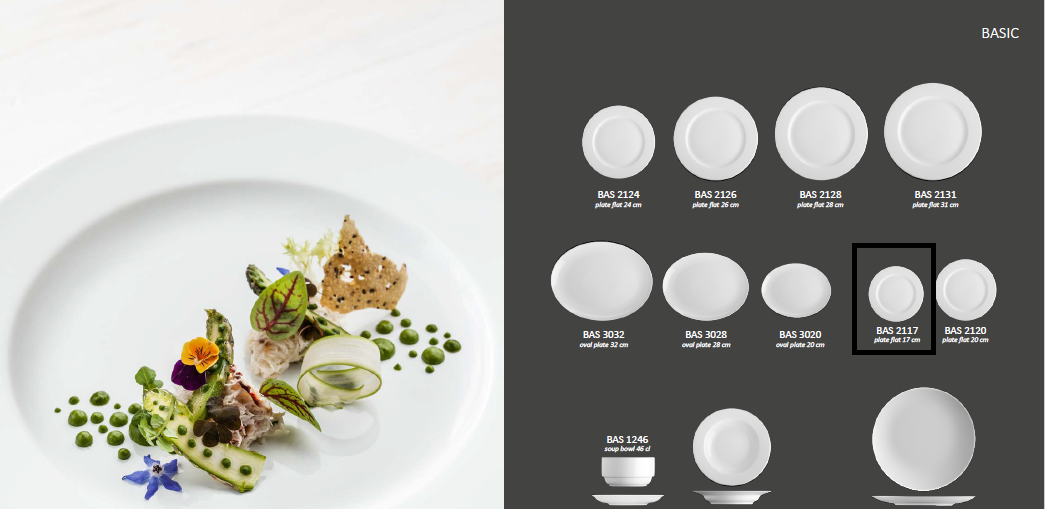 BASIC
BAS 2124
plate flat 24 cm
BAS 2126
plate flat 26 cm
BAS 2128
plate flat 28 cm
BAS 2131
plate flat 31 cm
BAS 3032
oval plate 32 cm
BAS 3028
oval plate 28 cm
BAS 3020
oval plate 20 cm
BAS 2117
plate flat 17 cm
BAS 2120
plate flat 20 cm
BAS 1246
soup bowl 46 cl